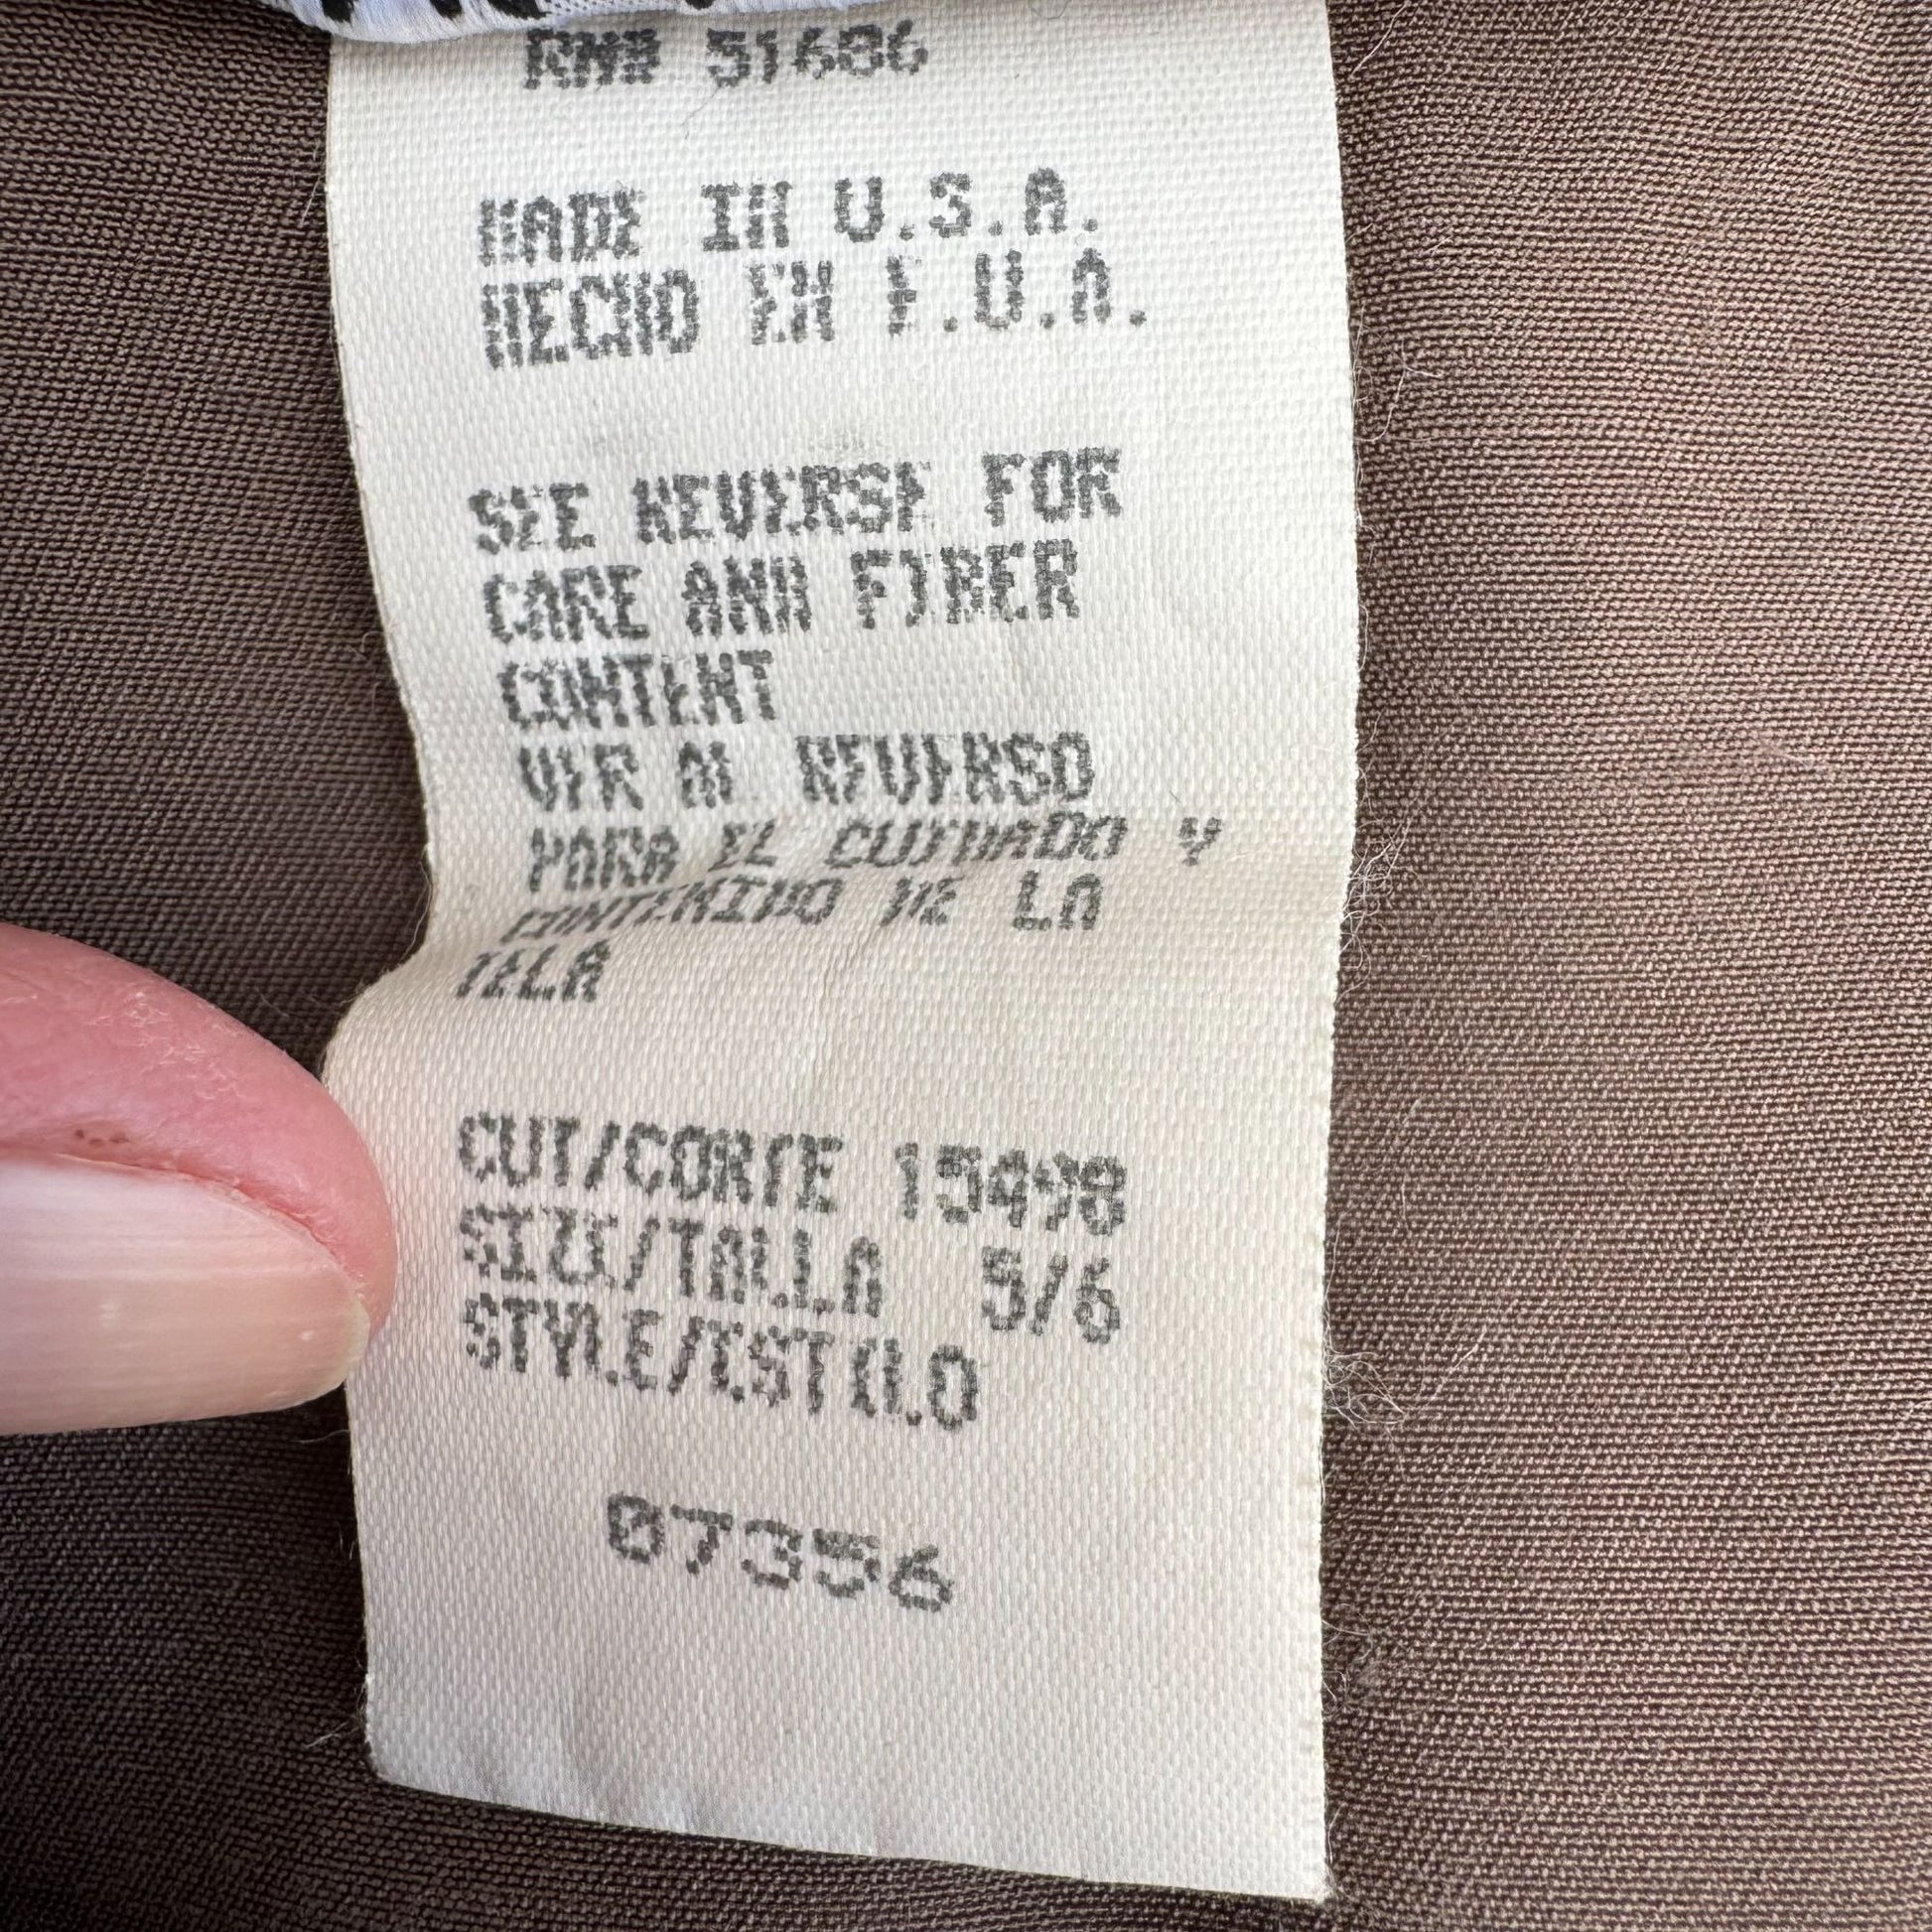 RN# 51686
MADE IN U.S.A.
HECHO EN E.U.A.
SEE REVERSE FOR
CARE AND FIBER
CONTENT
VER AL REVERSO
PARA EL CUIDADO Y
CONTENIDO DE LA
TELA
CUT/CORTE 15498
SIZE/TALLA 5/6
STYLE/ESTILO
07356